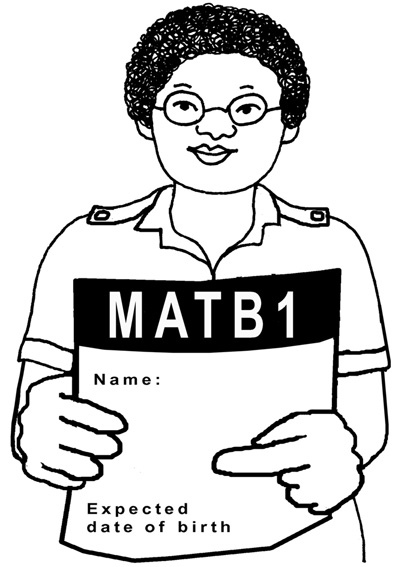 MATB1
Name:
Expected
date of birth